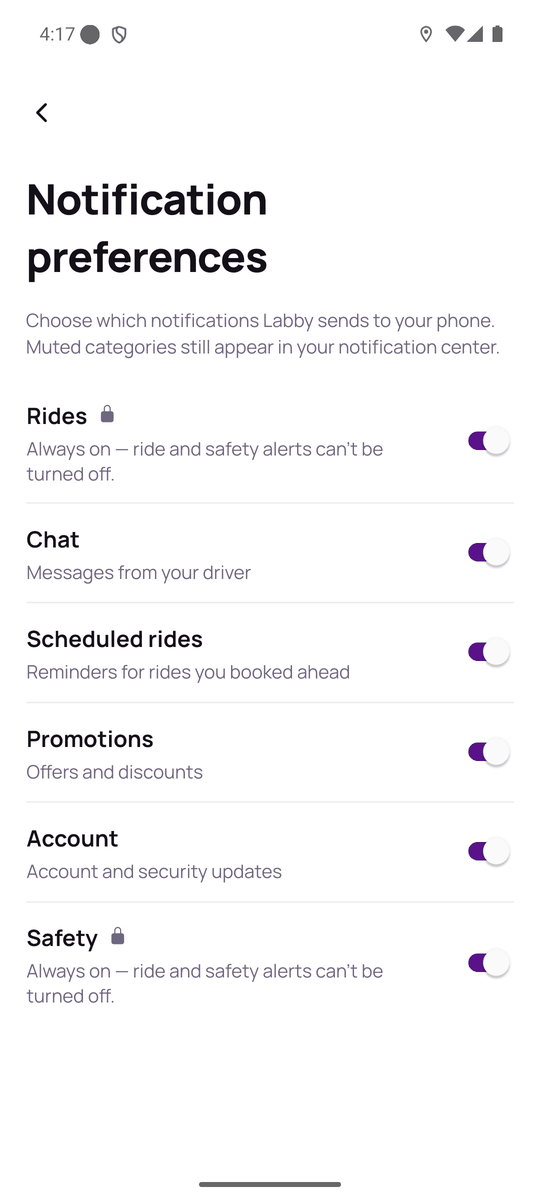 4:17
Notification
preferences
Choose which notifications Labby sends to your phone.
Muted categories still appear in your notification center.
Rides
Always on — ride and safety alerts can't be
turned off.
Chat
Messages from your driver
Scheduled rides
Reminders for rides you booked ahead
Promotions
Offers and discounts
Account
Account and security updates
Safety
Always on — ride and safety alerts can't be
turned off.